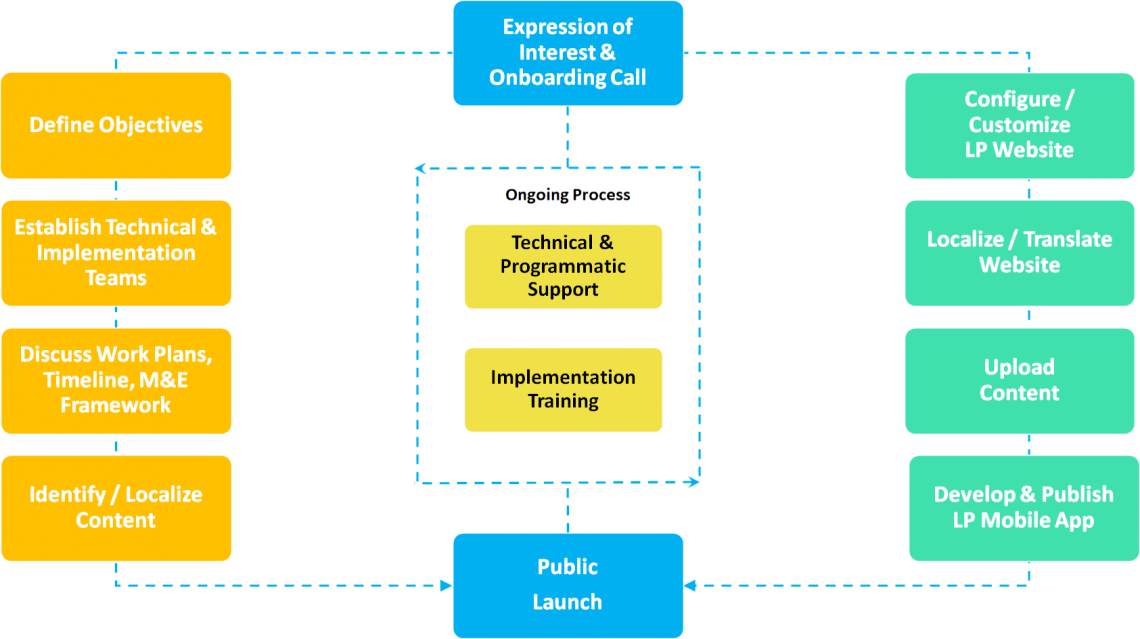 Expression of
Interest &
Onboarding Call
Define Objectives
Establish Technical &
Implementation
Teams
Discuss Work Plans,
Timeline, M&E
Framework
Identify / Localize
Content
Ongoing Process
Technical &
Programmatic
Support
Implementation
Training
Configure /
Customize
LP Website
Localize / Translate
Website
Upload
Content
Develop & Publish
LP Mobile App
Public
Launch